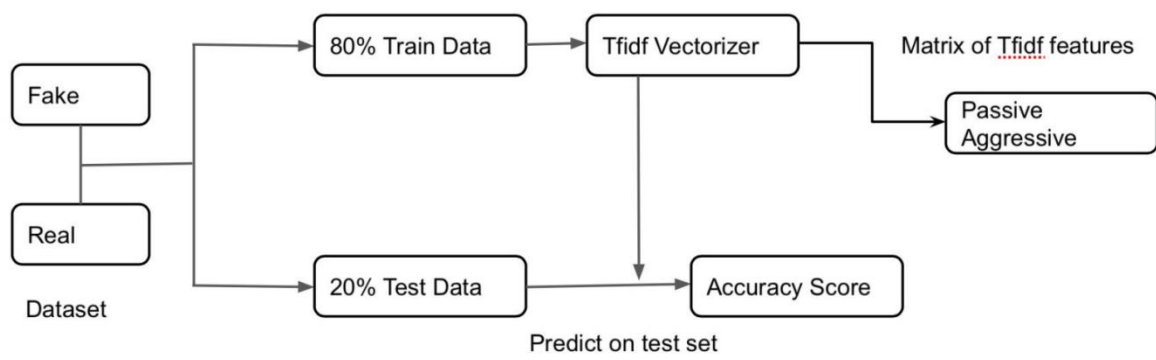 80% Train Data
Tfidf Vectorizer
Matrix of Tfidf features
Fake
Passive
Aggressive
Real
20% Test Data
Accuracy Score
Dataset
Predict on test set